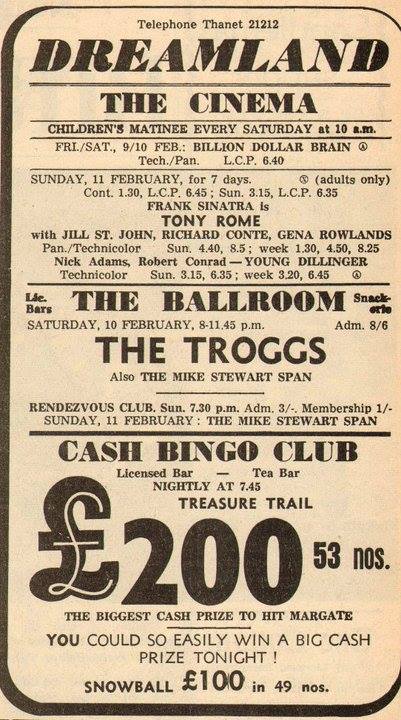 Telephone Thanet 21212
DREAMLAND
THE CINEMA
CHILDREN'S MATINEE EVERY SATURDAY at 10 a.m.
FRI./SAT., 9/10 FEB.: BILLION DOLLAR BRAIN Ⓐ
Tech./Pan. L.C.P. 6.40
SUNDAY, 11 FEBRUARY, for 7 days. Ⓧ (adults only)
Cont. 1.30, L.C.P. 6.45; Sun. 3.15, L.C.P. 6.35
FRANK SINATRA is
TONY ROME
with JILL ST. JOHN, RICHARD CONTE, GENA ROWLANDS
Pan./Technicolor Sun. 4.40, 8.5; week 1.30, 4.50, 8.25
Nick Adams, Robert Conrad — YOUNG DILLINGER
Technicolor Sun. 3.15, 6.35; week 3.20, 6.45 Ⓐ
Lic. Bars THE BALLROOM Snack-erie
SATURDAY, 10 FEBRUARY, 8-11.45 p.m. Adm. 8/6
THE TROGGS
Also THE MIKE STEWART SPAN
RENDEZVOUS CLUB. Sun. 7.30 p.m. Adm. 3/-. Membership 1/-
SUNDAY, 11 FEBRUARY: THE MIKE STEWART SPAN
CASH BINGO CLUB
Licensed Bar — Tea Bar
NIGHTLY AT 7.45
TREASURE TRAIL
£200 53 nos.
THE BIGGEST CASH PRIZE TO HIT MARGATE
YOU COULD SO EASILY WIN A BIG CASH
PRIZE TONIGHT!
SNOWBALL £100 in 49 nos.